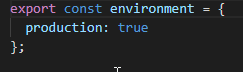 export const environment = {
  production: true
};